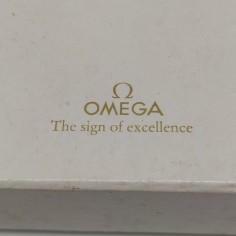 Ω
OMEGA
The sign of excellence